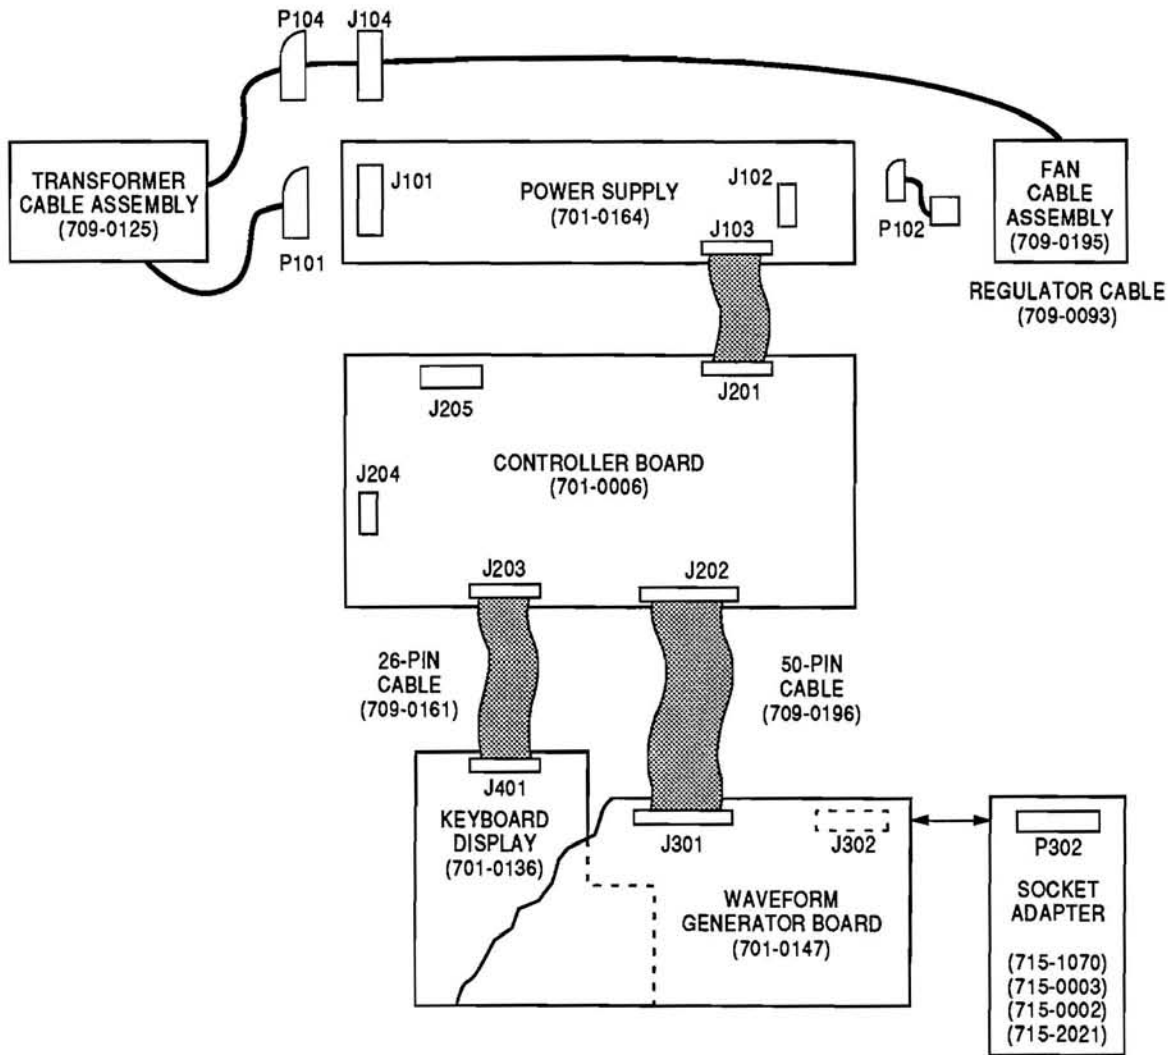 P104
J104
TRANSFORMER
CABLE ASSEMBLY
(709-0125)
P101
J101
POWER SUPPLY
(701-0164)
J102
J103
P102
FAN
CABLE
ASSEMBLY
(709-0195)
REGULATOR CABLE
(709-0093)
J205
J201
J204
CONTROLLER BOARD
(701-0006)
J203
J202
26-PIN
CABLE
(709-0161)
50-PIN
CABLE
(709-0196)
J401
KEYBOARD
DISPLAY
(701-0136)
J301
J302
WAVEFORM
GENERATOR BOARD
(701-0147)
P302
SOCKET
ADAPTER
(715-1070)
(715-0003)
(715-0002)
(715-2021)